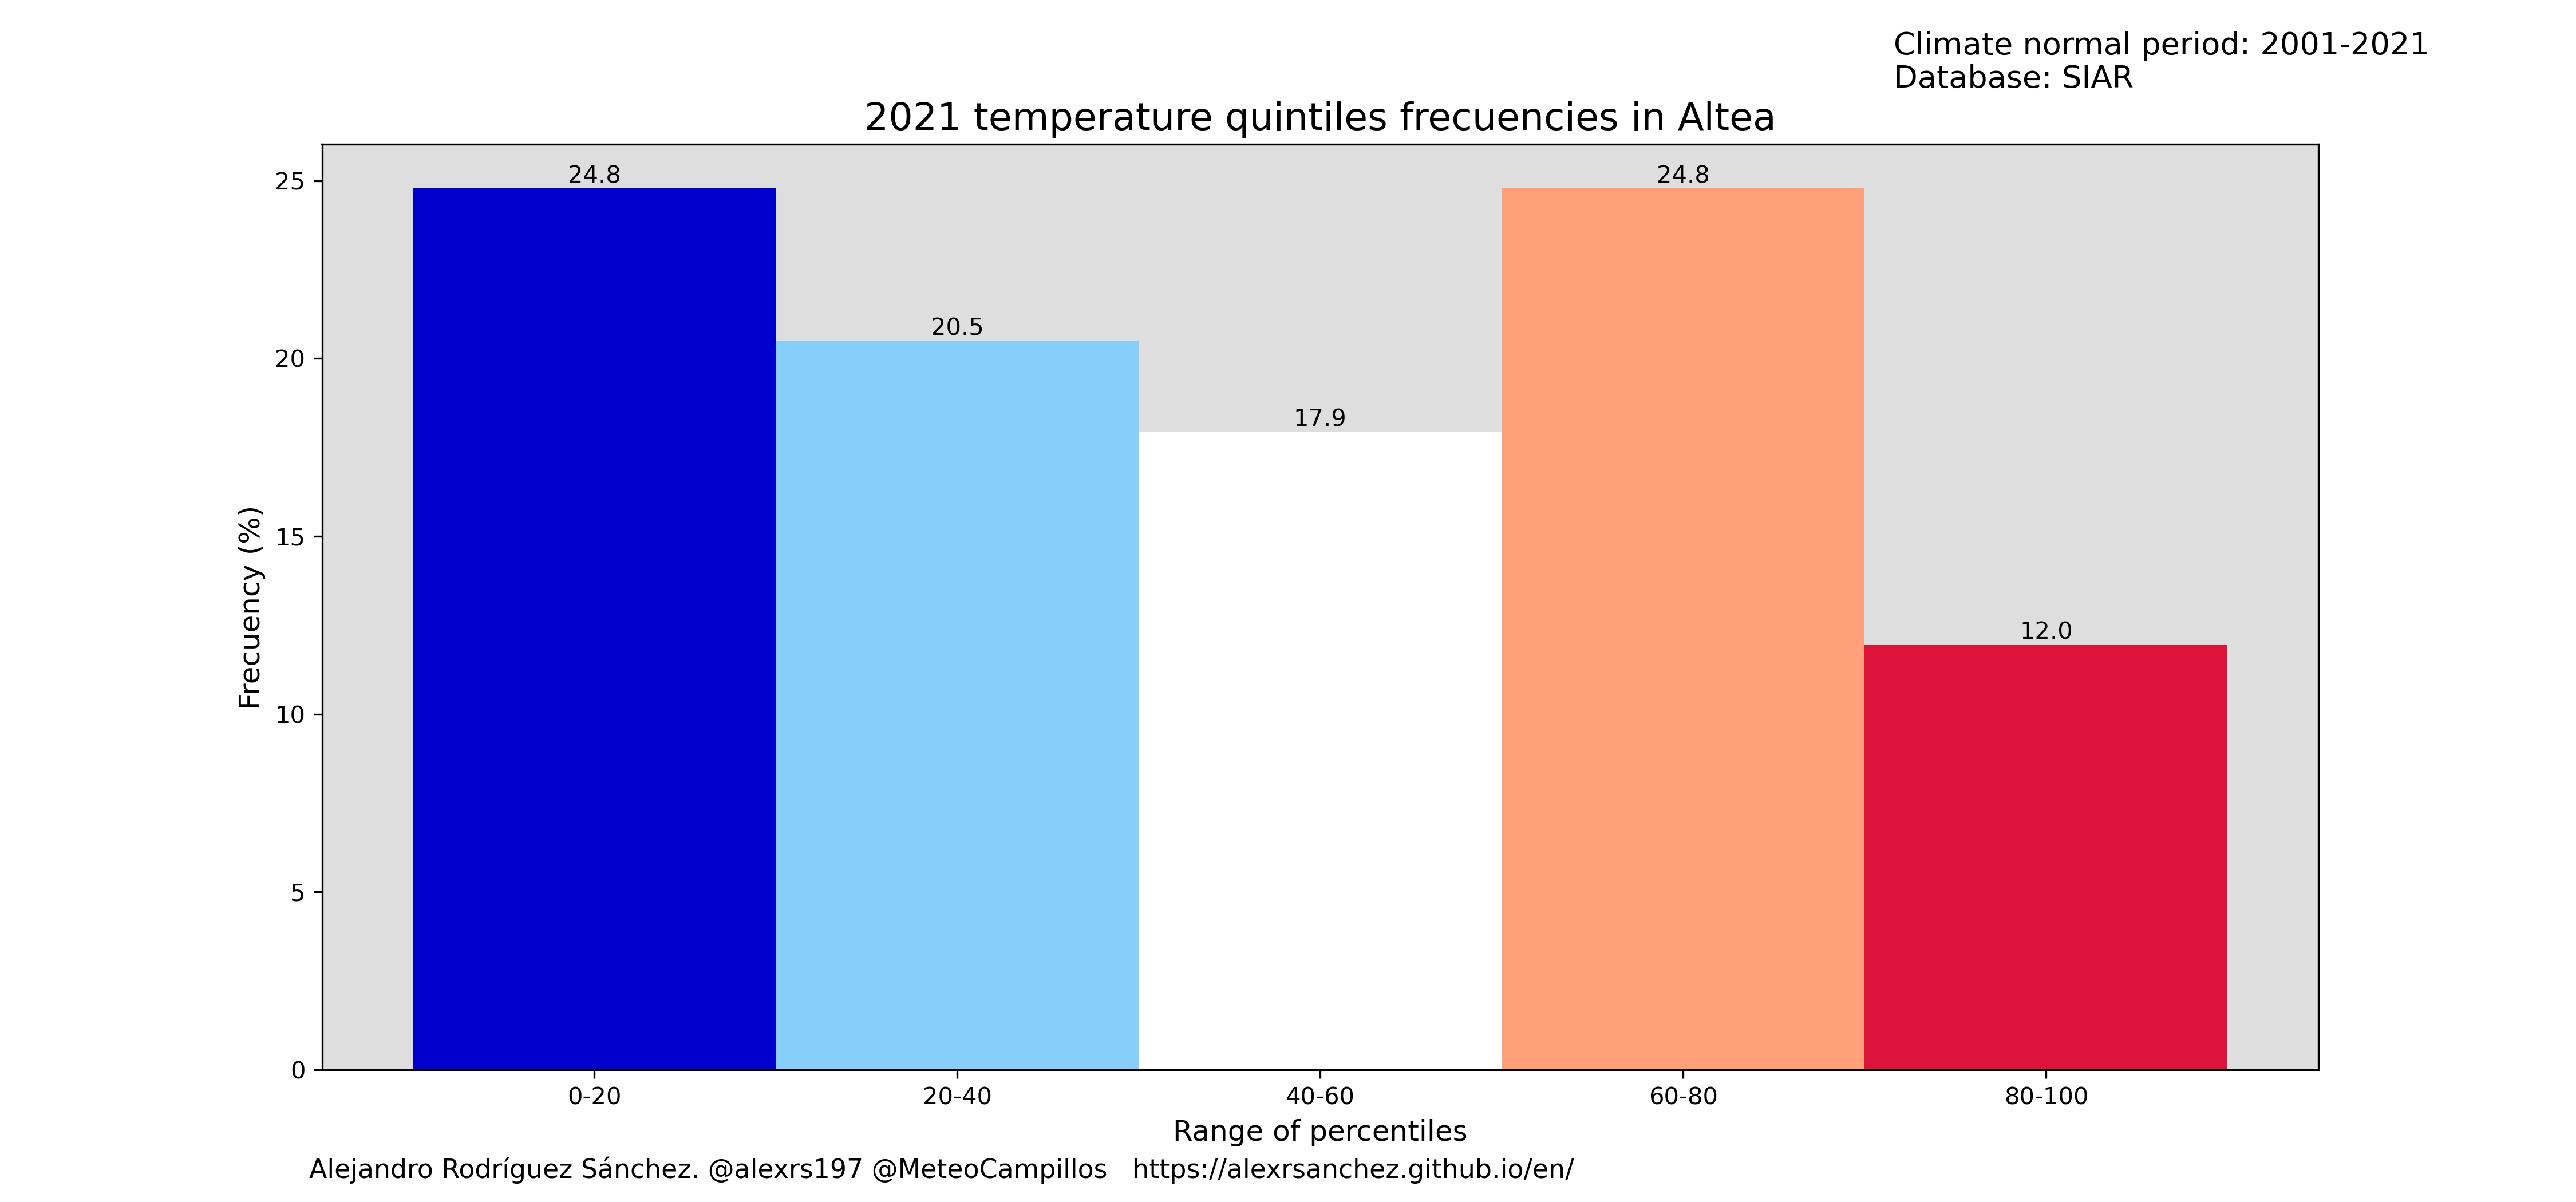 Climate normal period: 2001-2021
Database: SIAR
2021 temperature quintiles frecuencies in Altea
25
20
15
10
5
0
Frecuency (%)
24.8
20.5
17.9
24.8
12.0
0-20
20-40
40-60
60-80
80-100
Range of percentiles
Alejandro Rodríguez Sánchez. @alexrs197 @MeteoCampillos   https://alexrsanchez.github.io/en/